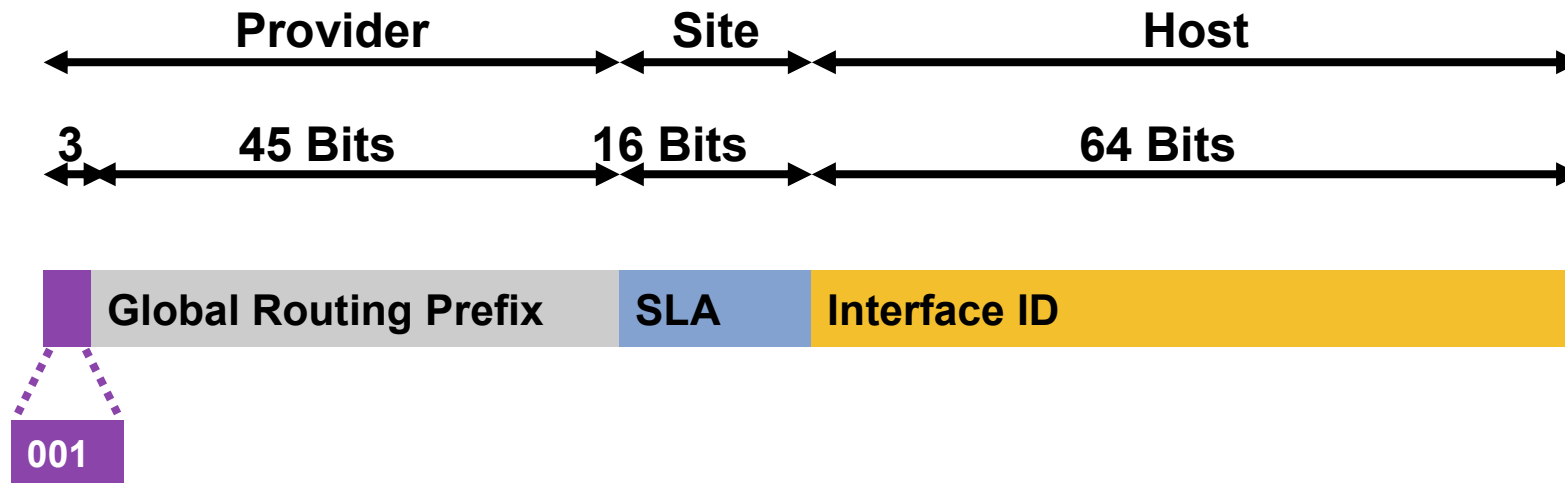 Provider Site Host
3 45 Bits 16 Bits 64 Bits
Global Routing Prefix SLA Interface ID
001